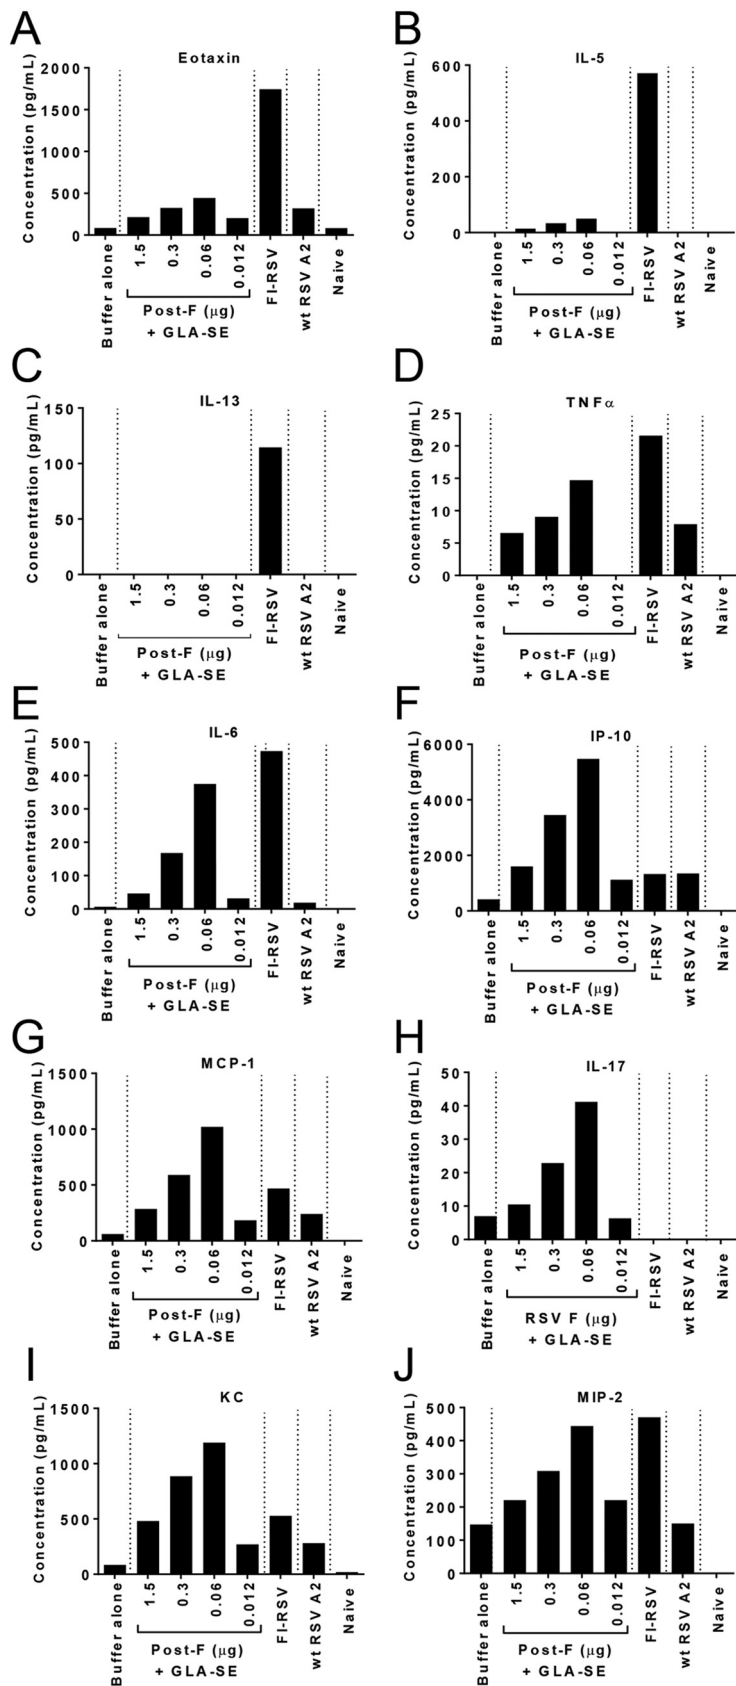 A
Eotaxin
Concentration (pg/mL)
2000
1500
1000
500
0
Buffer alone
1.5
0.3
0.06
0.012
FI-RSV
wt RSV A2
Naive
Post-F (μg)
+ GLA-SE
B
IL-5
Concentration (pg/mL)
600
400
200
0
Buffer alone
1.5
0.3
0.06
0.012
FI-RSV
wt RSV A2
Naive
Post-F (μg)
+ GLA-SE
C
IL-13
Concentration (pg/mL)
150
100
50
0
Buffer alone
1.5
0.3
0.06
0.012
FI-RSV
wt RSV A2
Naive
Post-F (μg)
+ GLA-SE
D
TNFα
Concentration (pg/mL)
25
20
15
10
5
0
Buffer alone
1.5
0.3
0.06
0.012
FI-RSV
wt RSV A2
Naive
Post-F (μg)
+ GLA-SE
E
IL-6
Concentration (pg/mL)
500
400
300
200
100
0
Buffer alone
1.5
0.3
0.06
0.012
FI-RSV
wt RSV A2
Naive
Post-F (μg)
+ GLA-SE
F
IP-10
Concentration (pg/mL)
6000
4000
2000
0
Buffer alone
1.5
0.3
0.06
0.012
FI-RSV
wt RSV A2
Naive
Post-F (μg)
+ GLA-SE
G
MCP-1
Concentration (pg/mL)
1500
1000
500
0
Buffer alone
1.5
0.3
0.06
0.012
FI-RSV
wt RSV A2
Naive
Post-F (μg)
+ GLA-SE
H
IL-17
Concentration (pg/mL)
50
40
30
20
10
0
Buffer alone
1.5
0.3
0.06
0.012
FI-RSV
wt RSV A2
Naive
RSV F (μg)
+ GLA-SE
I
KC
Concentration (pg/mL)
1500
1000
500
0
Buffer alone
1.5
0.3
0.06
0.012
FI-RSV
wt RSV A2
Naive
Post-F (μg)
+ GLA-SE
J
MIP-2
Concentration (pg/mL)
500
400
300
200
100
0
Buffer alone
1.5
0.3
0.06
0.012
FI-RSV
wt RSV A2
Naive
Post-F (μg)
+ GLA-SE